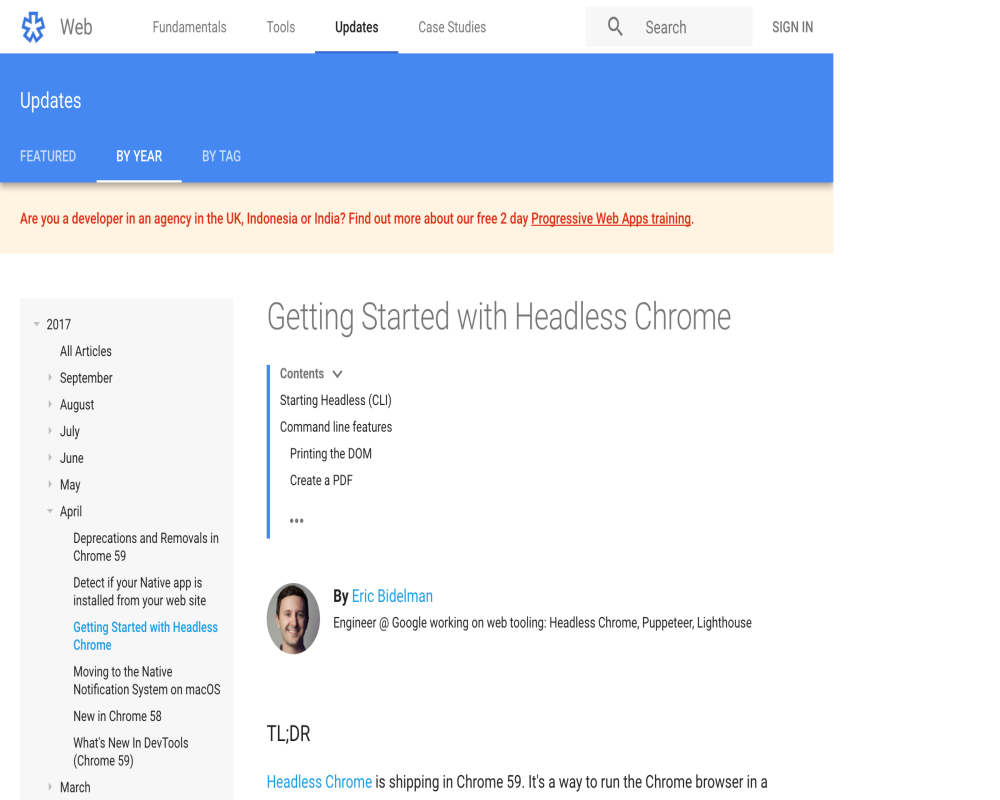 Web
Fundamentals
Tools
Updates
Case Studies
Search
SIGN IN
Updates
FEATURED
BY YEAR
BY TAG
Are you a developer in an agency in the UK, Indonesia or India? Find out more about our free 2 day Progressive Web Apps training.
2017
All Articles
September
August
July
June
May
April
Deprecations and Removals in
Chrome 59
Detect if your Native app is
installed from your web site
Getting Started with Headless
Chrome
Moving to the Native
Notification System on macOS
New in Chrome 58
What's New In DevTools
(Chrome 59)
March
Getting Started with Headless Chrome
Contents
Starting Headless (CLI)
Command line features
Printing the DOM
Create a PDF
•••
By Eric Bidelman
Engineer @ Google working on web tooling: Headless Chrome, Puppeteer, Lighthouse
TL;DR
Headless Chrome is shipping in Chrome 59. It's a way to run the Chrome browser in a